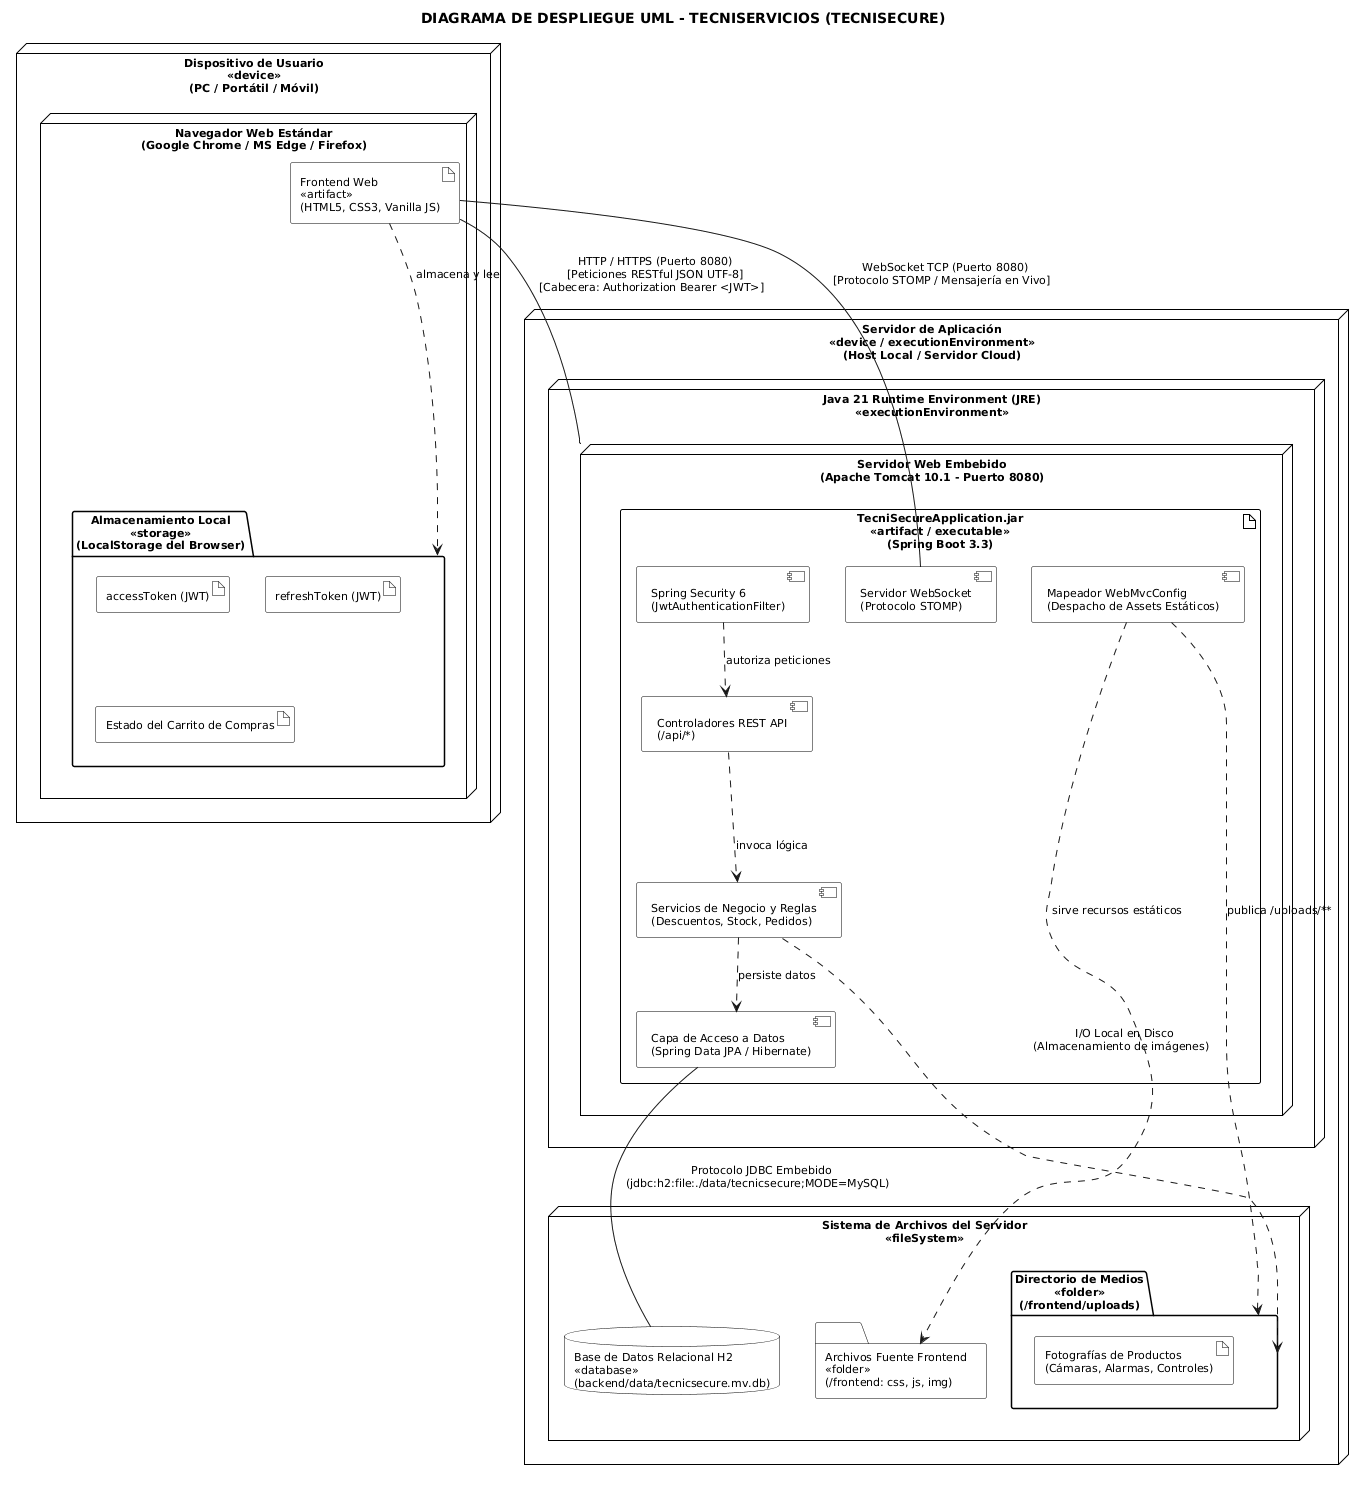 DIAGRAMA DE DESPLIEGUE UML - TECNISERVICIOS (TECNISECURE)
Dispositivo de Usuario
«device»
(PC / Portátil / Móvil)
Navegador Web Estándar
(Google Chrome / MS Edge / Firefox)
Frontend Web
«artifact»
(HTML5, CSS3, Vanilla JS)
almacena y lee
HTTP / HTTPS (Puerto 8080)
[Peticiones RESTful JSON UTF-8]
[Cabecera: Authorization Bearer <JWT>]
WebSocket TCP (Puerto 8080)
[Protocolo STOMP / Mensajería en Vivo]
Almacenamiento Local
«storage»
(LocalStorage del Browser)
accessToken (JWT)
refreshToken (JWT)
Estado del Carrito de Compras
Servidor de Aplicación
«device / executionEnvironment»
(Host Local / Servidor Cloud)
Java 21 Runtime Environment (JRE)
«executionEnvironment»
Servidor Web Embebido
(Apache Tomcat 10.1 - Puerto 8080)
TecniSecureApplication.jar
«artifact / executable»
(Spring Boot 3.3)
Spring Security 6
(JwtAuthenticationFilter)
Servidor WebSocket
(Protocolo STOMP)
Mapeador WebMvcConfig
(Despacho de Assets Estáticos)
autoriza peticiones
Controladores REST API
(/api/*)
invoca lógica
Servicios de Negocio y Reglas
(Descuentos, Stock, Pedidos)
sirve recursos estáticos
publica /uploads/**
persiste datos
Capa de Acceso a Datos
(Spring Data JPA / Hibernate)
I/O Local en Disco
(Almacenamiento de imágenes)
Protocolo JDBC Embebido
(jdbc:h2:file:./data/tecnicsecure;MODE=MySQL)
Sistema de Archivos del Servidor
«fileSystem»
Base de Datos Relacional H2
«database»
(backend/data/tecnicsecure.mv.db)
Archivos Fuente Frontend
«folder»
(/frontend: css, js, img)
Directorio de Medios
«folder»
(/frontend/uploads)
Fotografías de Productos
(Cámaras, Alarmas, Controles)